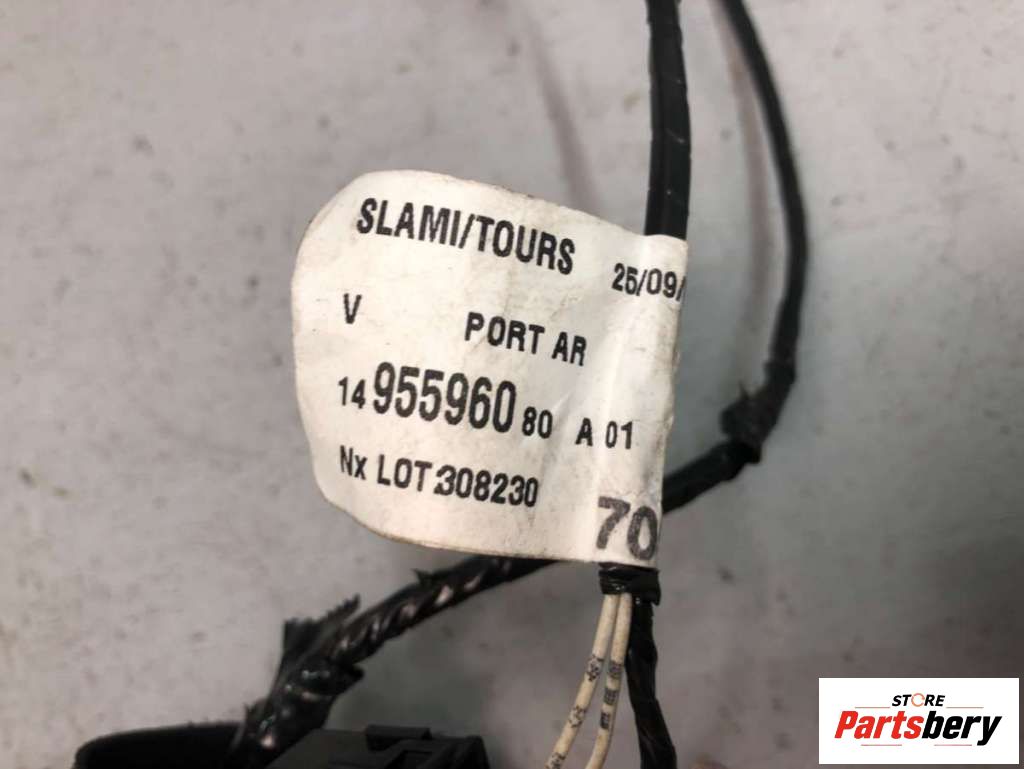 SLAMI/TOURS 25/09/
V PORT AR
14 955960 80 A 01
Nx LOT 308230
70
STORE
Partsbery